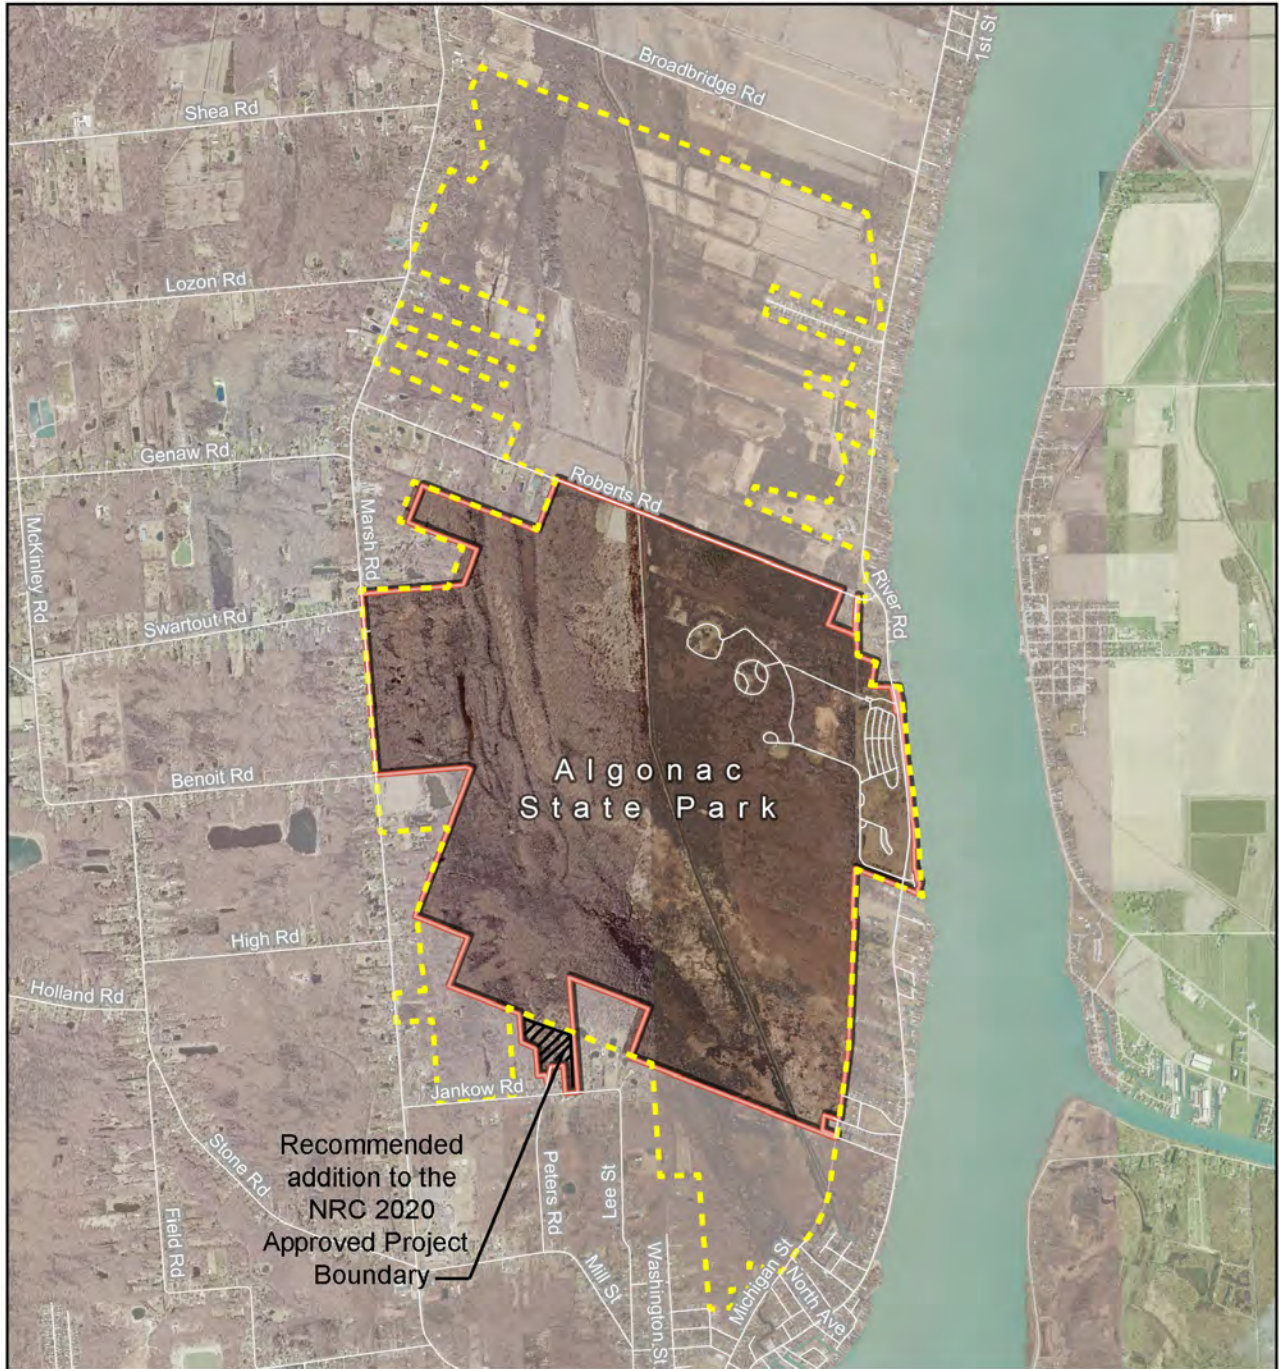 1st St
Broadbridge Rd
Shea Rd
Lozon Rd
Genaw Rd
Roberts Rd
Marsh Rd
McKinley Rd
River Rd
Swartout Rd
Algonac
State Park
Benoit Rd
High Rd
Holland Rd
Jankow Rd
Recommended
addition to the
NRC 2020
Approved Project
Boundary
Stone Rd
Peters Rd
Lee St
Field Rd
Mill St
Washington St
Michigan St
North Ave